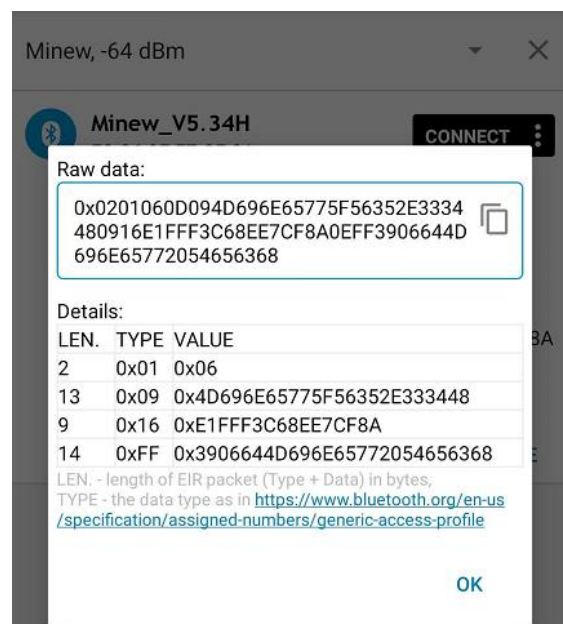 Minew, -64 dBm
Minew_V5.34H
CONNECT
Raw data:
0x0201060D094D696E65775F56352E3334
480916E1FFF3C68EE7CF8A0EFF3906644D
696E65772054656368
Details:
LEN. TYPE VALUE
2 0x01 0x06
13 0x09 0x4D696E65775F56352E333448
9 0x16 0xE1FFF3C68EE7CF8A
14 0xFF 0x3906644D696E65772054656368
8A
E
LEN. - length of EIR packet (Type + Data) in bytes,
TYPE - the data type as in https://www.bluetooth.org/en-us
/specification/assigned-numbers/generic-access-profile
OK